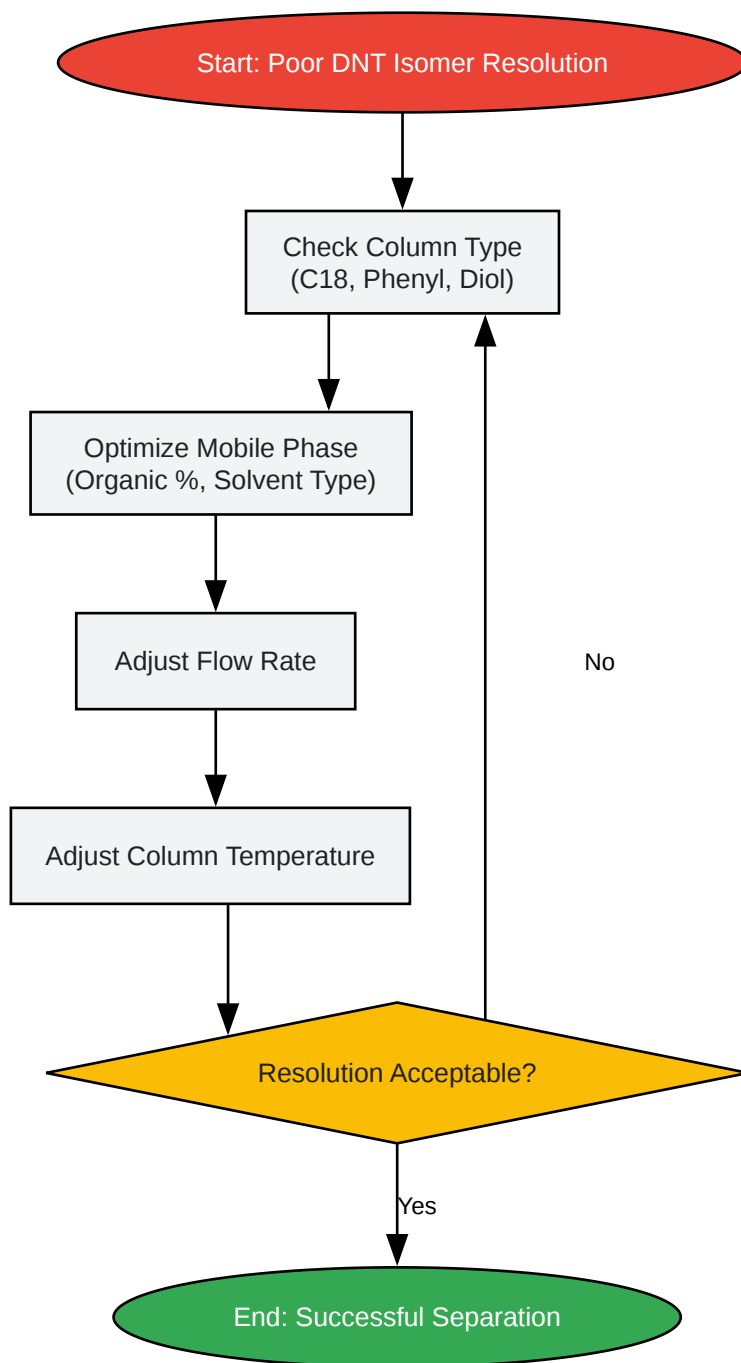 Start: Poor DNT Isomer Resolution
Check Column Type
(C18, Phenyl, Diol)
Optimize Mobile Phase
(Organic %, Solvent Type)
Adjust Flow Rate
No
Adjust Column Temperature
Resolution Acceptable?
Yes
End: Successful Separation